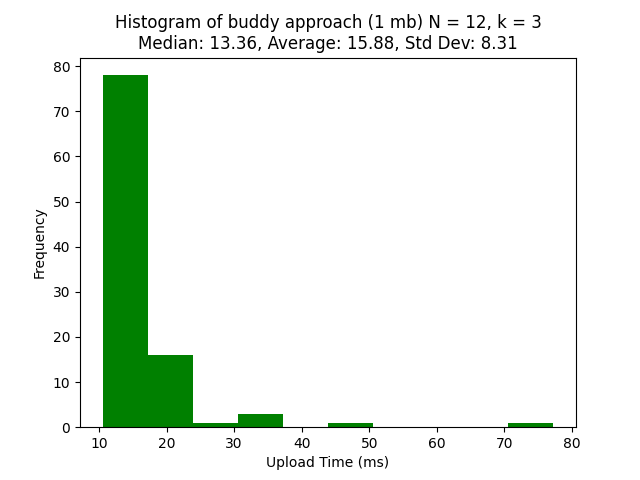 Histogram of buddy approach (1 mb) N = 12, k = 3
Median: 13.36, Average: 15.88, Std Dev: 8.31
80
70
60
50
40
30
20
10
0
Frequency
10 20 30 40 50 60 70 80
Upload Time (ms)